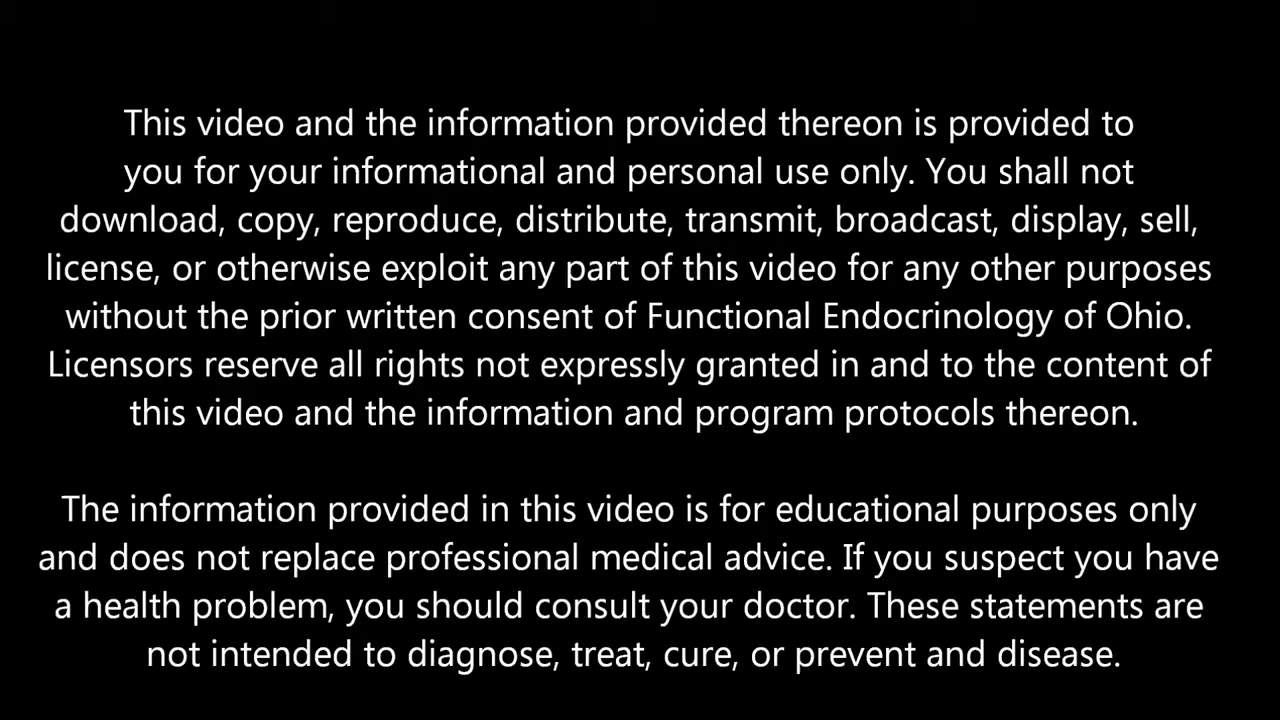 This video and the information provided thereon is provided to
you for your informational and personal use only. You shall not
download, copy, reproduce, distribute, transmit, broadcast, display, sell,
license, or otherwise exploit any part of this video for any other purposes
without the prior written consent of Functional Endocrinology of Ohio.
Licensors reserve all rights not expressly granted in and to the content of
this video and the information and program protocols thereon.
The information provided in this video is for educational purposes only
and does not replace professional medical advice. If you suspect you have
a health problem, you should consult your doctor. These statements are
not intended to diagnose, treat, cure, or prevent and disease.